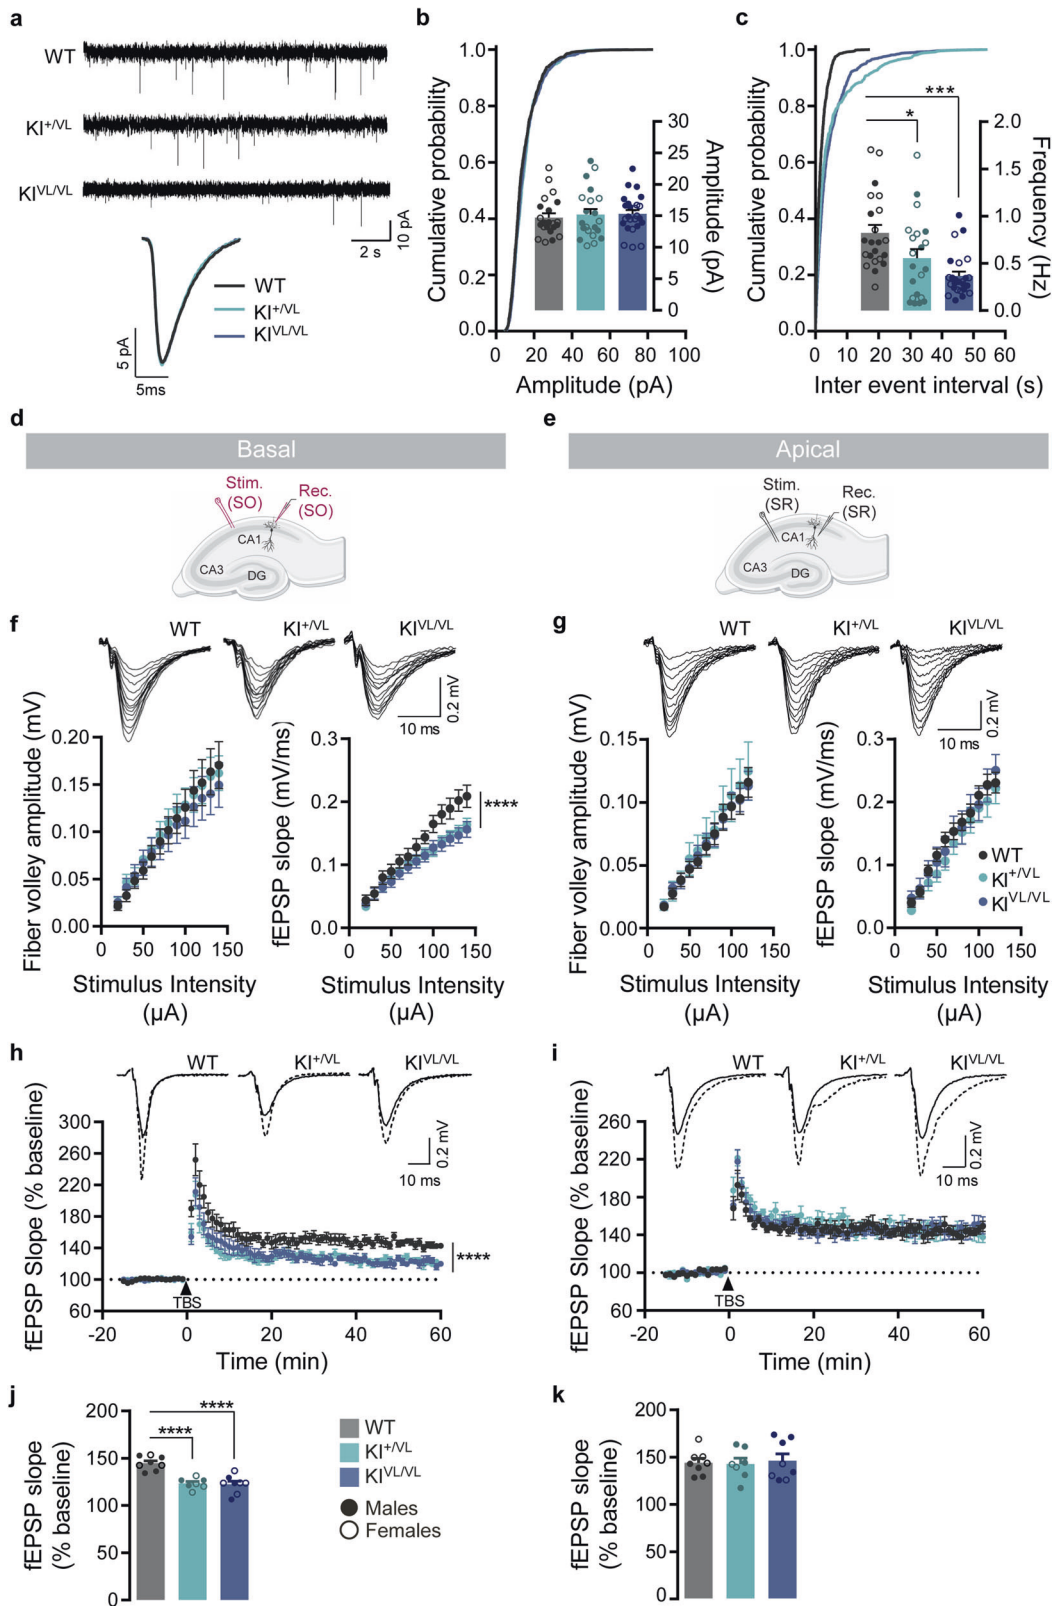 a
WT
KI+/VL
KIVL/VL
10 pA
2 s
WT
KI+/VL
KIVL/VL
5 pA
5ms
b
Cumulative probability
1.0
0.8
0.6
0.4
0.2
0.0
0 20 40 60 80 100
Amplitude (pA)
30
25
20
15
10
5
0
Amplitude (pA)
c
Cumulative probability
1.0
0.8
0.6
0.4
0.2
0.0
0 10 20 30 40 50 60
Inter event interval (s)
***
*
2.0
1.5
1.0
0.5
0.0
Frequency (Hz)
d
Basal
Stim.
(SO)
Rec.
(SO)
CA1
CA3
DG
e
Apical
Stim.
(SR)
Rec.
(SR)
CA1
CA3
DG
f
WT
KI+/VL
KIVL/VL
0.2 mV
10 ms
Fiber volley amplitude (mV)
0.20
0.15
0.10
0.05
0.00
0 50 100 150
Stimulus Intensity
(µA)
fEPSP slope (mV/ms)
0.3
0.2
0.1
0.0
0 50 100 150
Stimulus Intensity
(µA)
****
g
WT
KI+/VL
KIVL/VL
0.2 mV
10 ms
Fiber volley amplitude (mV)
0.15
0.10
0.05
0.00
0 50 100 150
Stimulus Intensity
(µA)
fEPSP slope (mV/ms)
0.3
0.2
0.1
0.0
0 50 100 150
Stimulus Intensity
(µA)
WT
KI+/VL
KIVL/VL
h
WT
KI+/VL
KIVL/VL
0.2 mV
10 ms
fEPSP Slope (% baseline)
300
260
220
180
140
100
60
TBS
****
-20 0 20 40 60
Time (min)
i
WT
KI+/VL
KIVL/VL
0.2 mV
10 ms
fEPSP Slope (% baseline)
260
220
180
140
100
60
TBS
-20 0 20 40 60
Time (min)
j
fEPSP slope
(% baseline)
200
150
100
50
0
****
****
WT
KI+/VL
KIVL/VL
Males
Females
k
fEPSP slope
(% baseline)
200
150
100
50
0